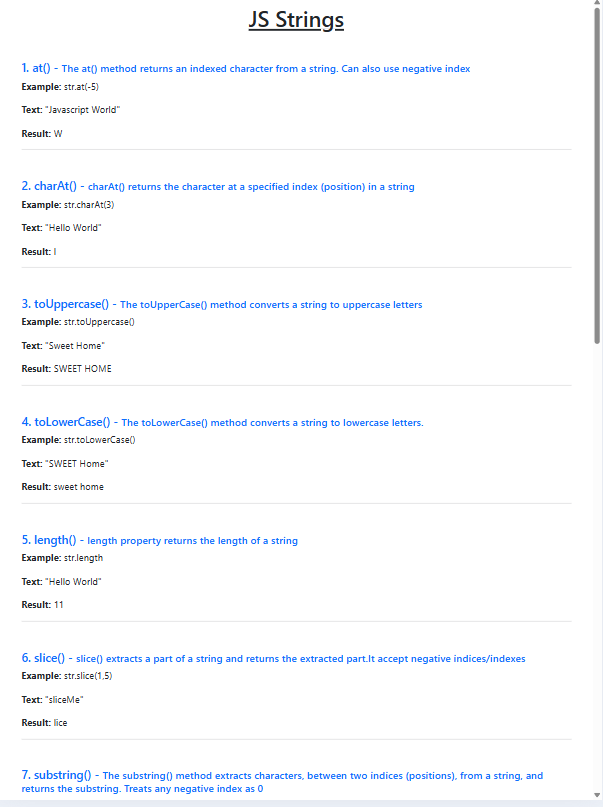 JS Strings
1. at() - The at() method returns an indexed character from a string. Can also use negative index
Example: str.at(-5)
Text: "Javascript World"
Result: W
2. charAt() - charAt() returns the character at a specified index (position) in a string
Example: str.charAt(3)
Text: "Hello World"
Result: l
3. toUppercase() - The toUpperCase() method converts a string to uppercase letters
Example: str.toUppercase()
Text: "Sweet Home"
Result: SWEET HOME
4. toLowerCase() - The toLowerCase() method converts a string to lowercase letters.
Example: str.toLowerCase()
Text: "SWEET Home"
Result: sweet home
5. length() - length property returns the length of a string
Example: str.length
Text: "Hello World"
Result: 11
6. slice() - slice() extracts a part of a string and returns the extracted part.It accept negative indices/indexes
Example: str.slice(1,5)
Text: "sliceMe"
Result: lice
7. substring() - The substring() method extracts characters, between two indices (positions), from a string, and
returns the substring. Treats any negative index as 0